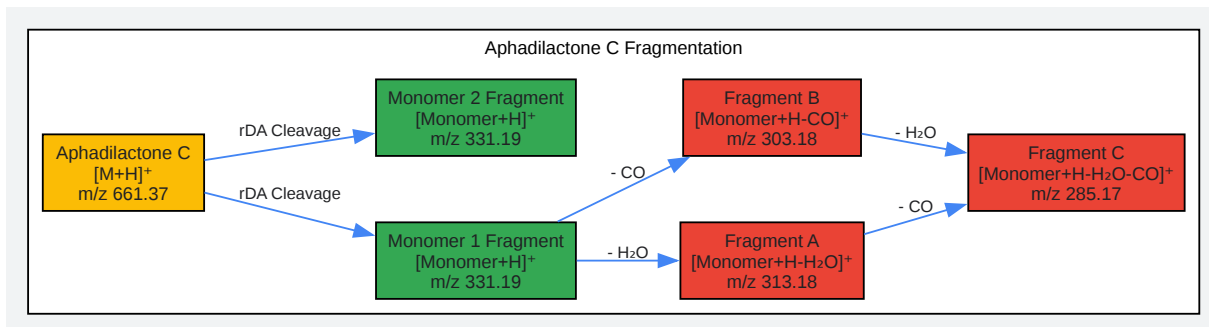 Aphadilactone C Fragmentation
Aphadilactone C
[M+H]⁺
m/z 661.37
rDA Cleavage
rDA Cleavage
Monomer 2 Fragment
[Monomer+H]⁺
m/z 331.19
Monomer 1 Fragment
[Monomer+H]⁺
m/z 331.19
- CO
- H₂O
Fragment B
[Monomer+H-CO]⁺
m/z 303.18
Fragment A
[Monomer+H-H₂O]⁺
m/z 313.18
- H₂O
- CO
Fragment C
[Monomer+H-H₂O-CO]⁺
m/z 285.17